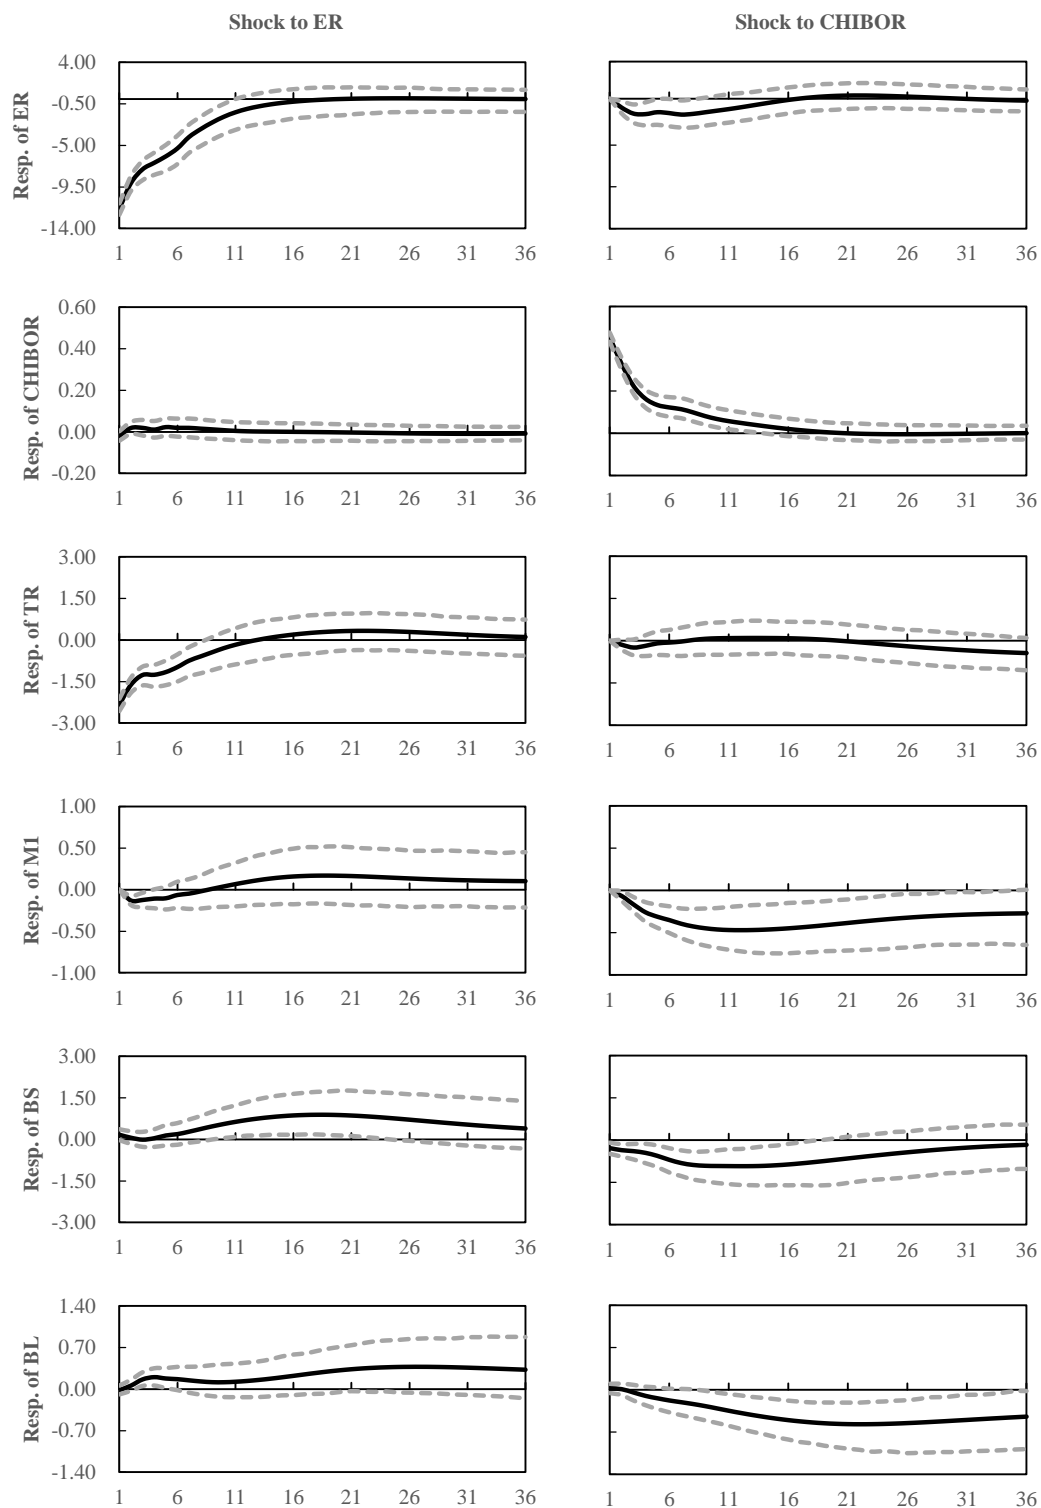 Shock to ER
Shock to CHIBOR
Resp. of ER
4.00
-0.50
-5.00
-9.50
-14.00
1 6 11 16 21 26 31 36
1 6 11 16 21 26 31 36
Resp. of CHIBOR
0.60
0.40
0.20
0.00
-0.20
1 6 11 16 21 26 31 36
1 6 11 16 21 26 31 36
Resp. of TR
3.00
1.50
0.00
-1.50
-3.00
1 6 11 16 21 26 31 36
1 6 11 16 21 26 31 36
Resp. of M1
1.00
0.50
0.00
-0.50
-1.00
1 6 11 16 21 26 31 36
1 6 11 16 21 26 31 36
Resp. of BS
3.00
1.50
0.00
-1.50
-3.00
1 6 11 16 21 26 31 36
1 6 11 16 21 26 31 36
Resp. of BL
1.40
0.70
0.00
-0.70
-1.40
1 6 11 16 21 26 31 36
1 6 11 16 21 26 31 36